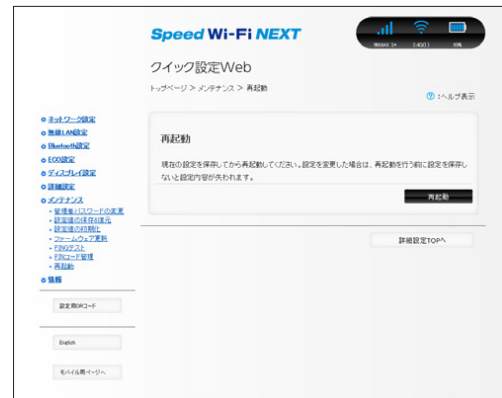 Speed Wi-Fi NEXT
クイック設定Web
トップページ > メンテナンス > 再起動
?:ヘルプ表示
ネットワーク設定
無線LAN設定
Bluetooth設定
ECO設定
ディスプレイ設定
詳細設定
メンテナンス
管理者パスワードの変更
設定値の保存&復元
設定値の初期化
ファームウェア更新
PINGテスト
PINコード管理
再起動
情報
再起動
現在の設定を保存してから再起動してください。設定を変更した場合は、再起動を行う前に設定を保存し
ないと設定内容が失われます。
再起動
詳細設定TOPへ
設定用QRコード
English
モバイル用ページへ